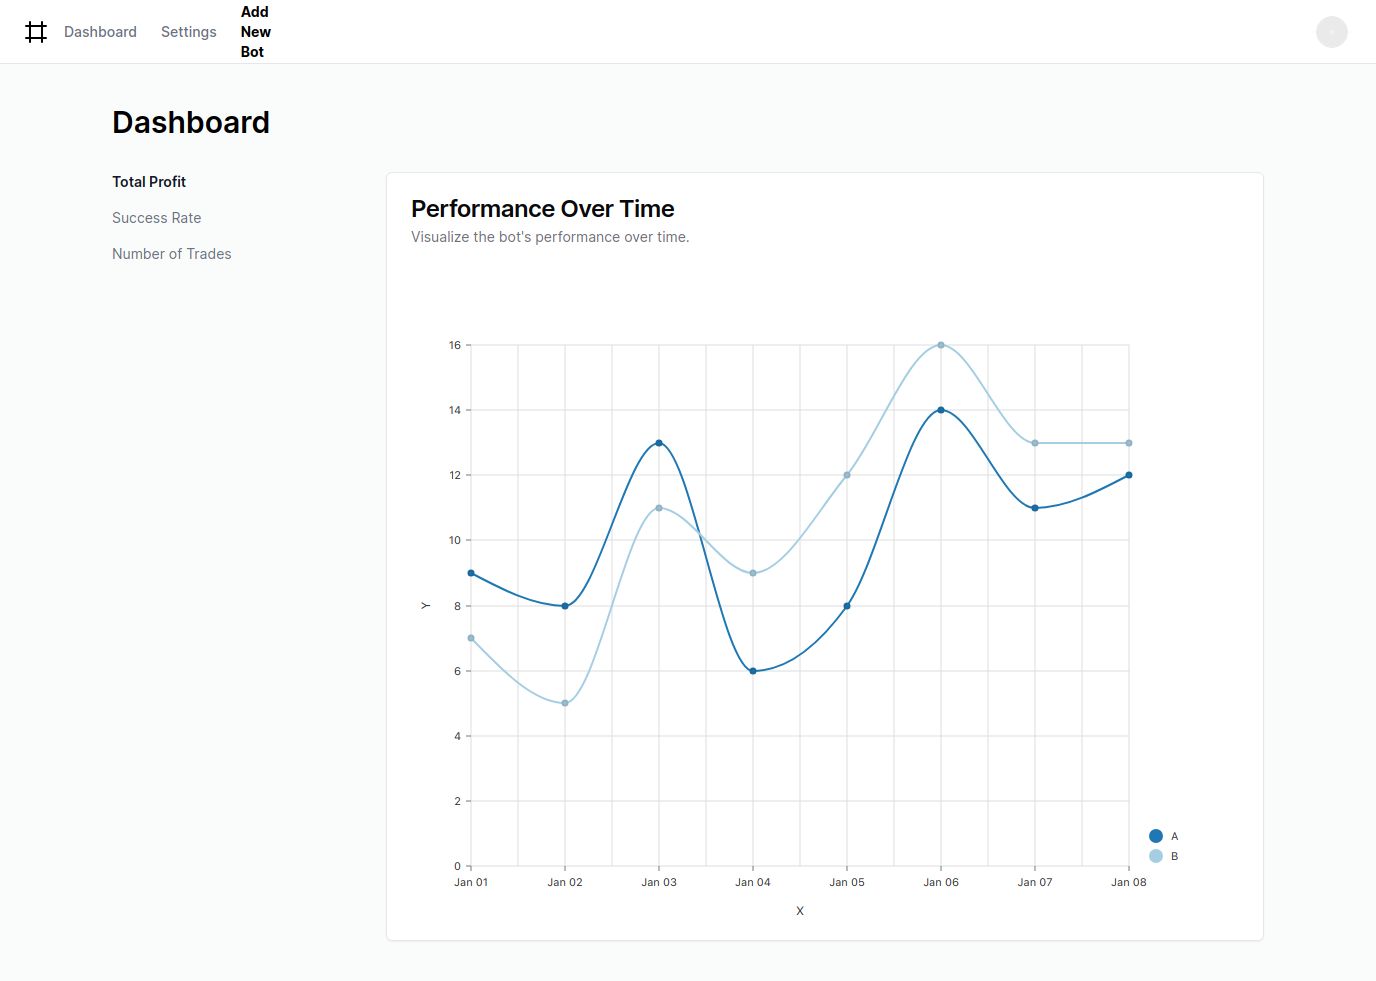 Dashboard
Settings
Add
New
Bot
Dashboard
Total Profit
Success Rate
Number of Trades
Performance Over Time
Visualize the bot's performance over time.
16
14
12
10
8
6
4
2
0
Y
Jan 01 Jan 02 Jan 03 Jan 04 Jan 05 Jan 06 Jan 07 Jan 08
X
A
B